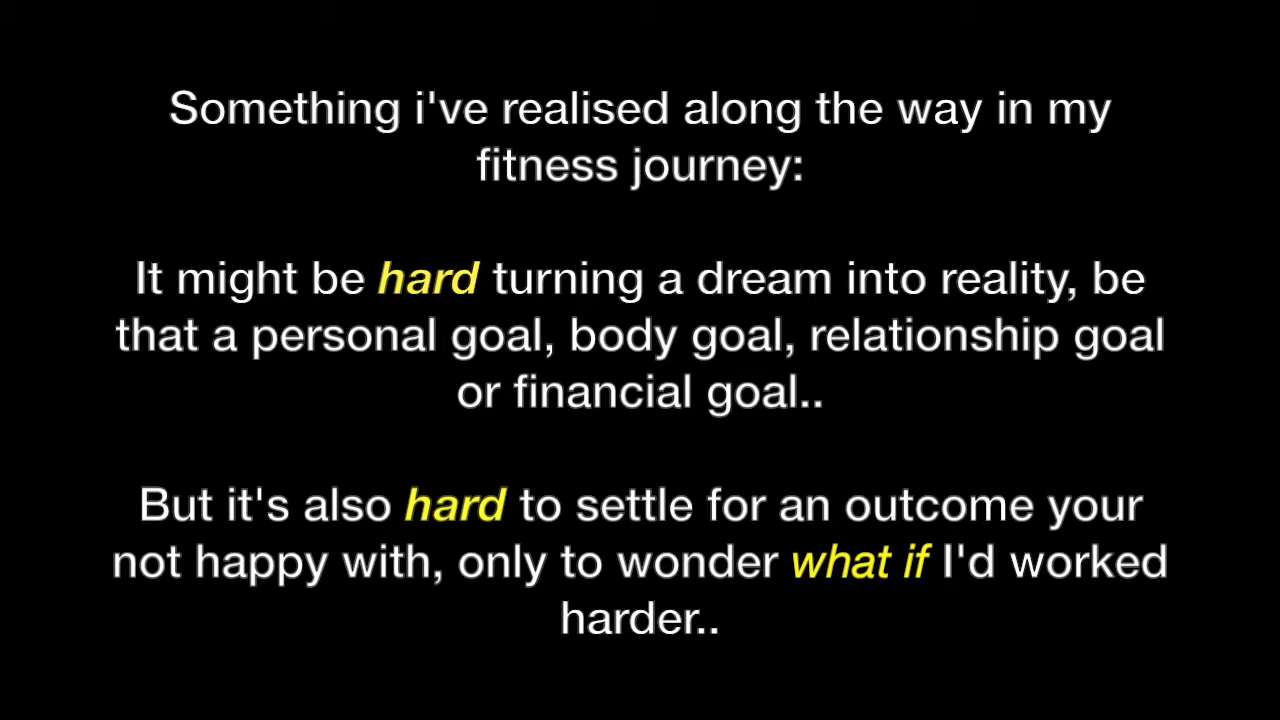 Something i've realised along the way in my
fitness journey:
It might be hard turning a dream into reality, be
that a personal goal, body goal, relationship goal
or financial goal..
But it's also hard to settle for an outcome your
not happy with, only to wonder what if I'd worked
harder..